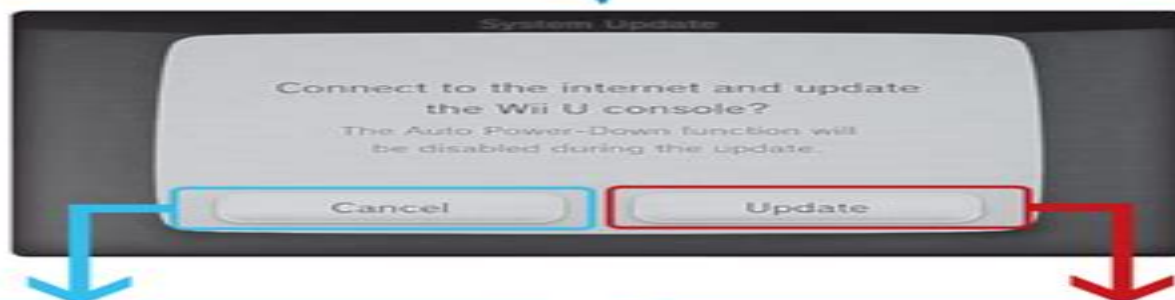 System Update
Connect to the internet and update
the Wii U console?
The Auto Power-Down function will
be disabled during the update.
Cancel
Update